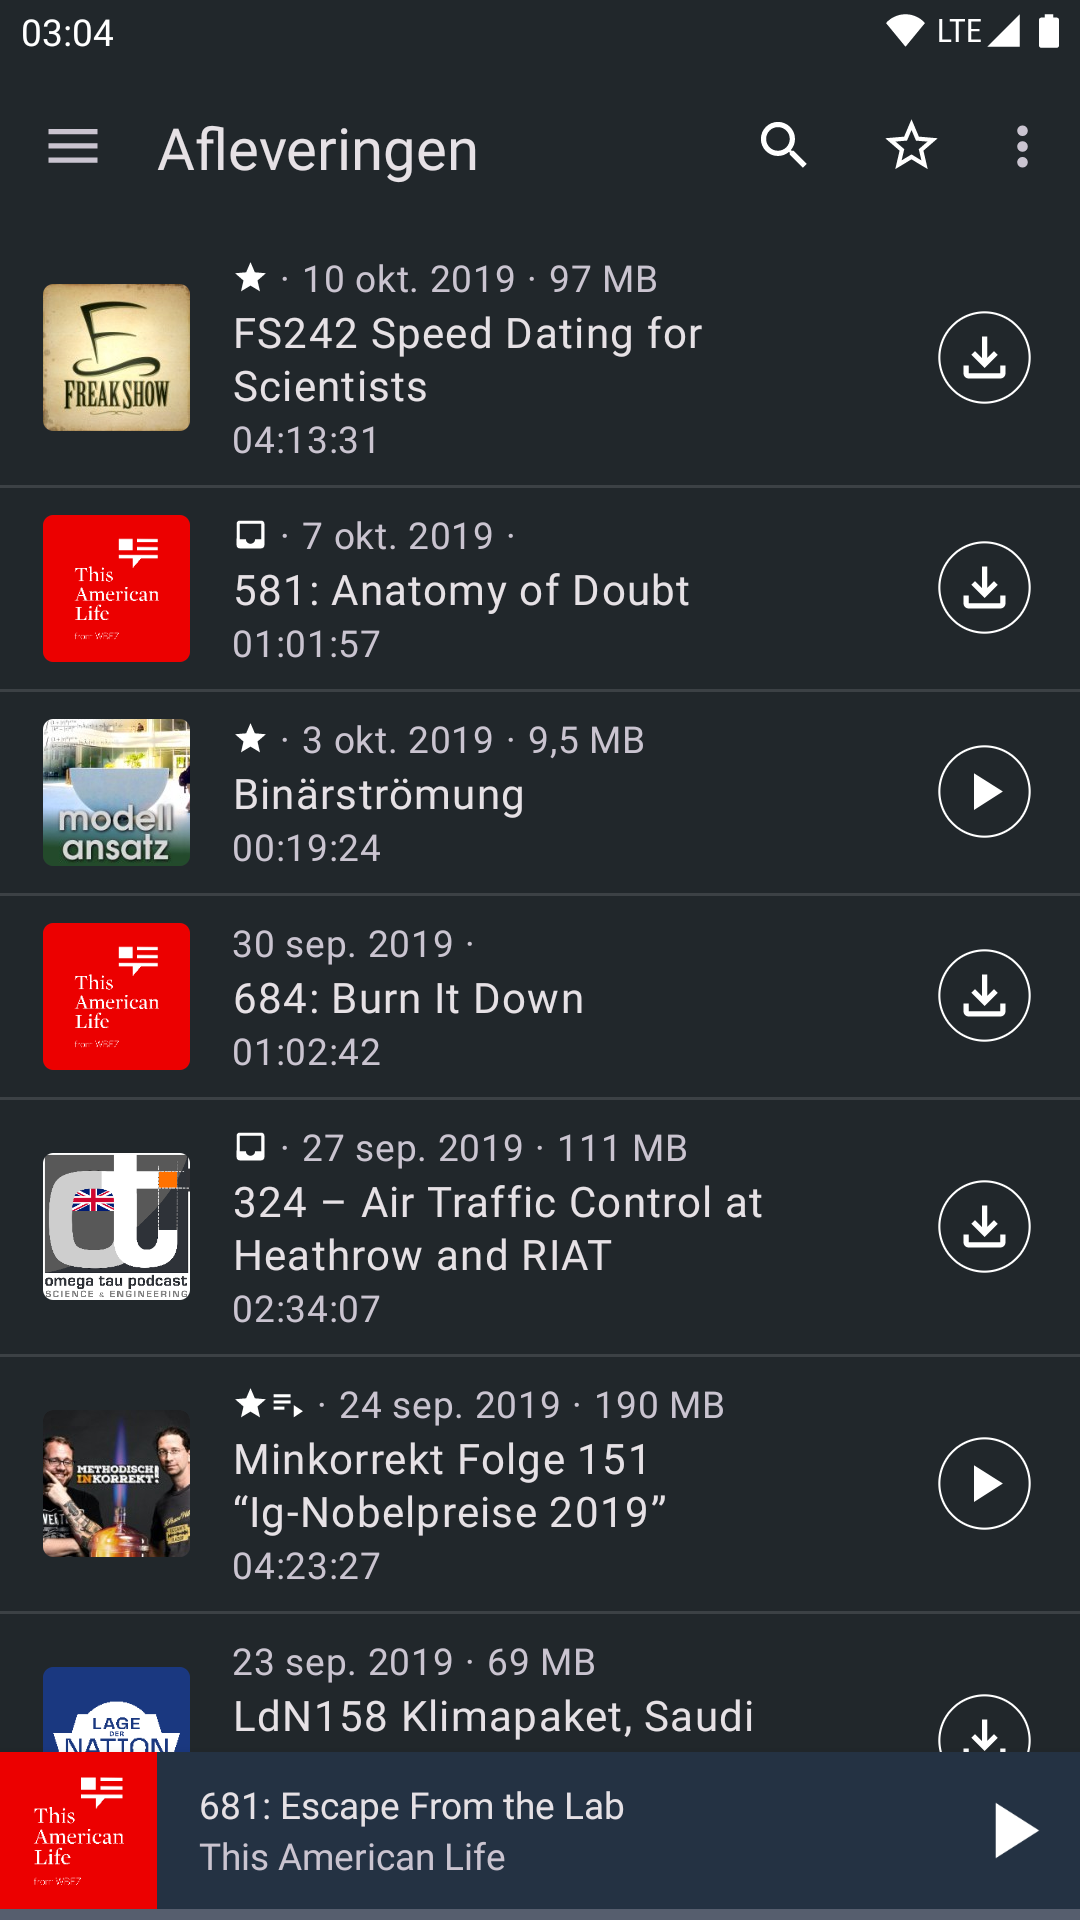 03:04
LTE
Afleveringen
· 10 okt. 2019 · 97 MB
FS242 Speed Dating for
Scientists
04:13:31
FREAK SHOW
· 7 okt. 2019 ·
581: Anatomy of Doubt
01:01:57
This
American
Life
from WBEZ
· 3 okt. 2019 · 9,5 MB
Binärströmung
00:19:24
modell
ansatz
30 sep. 2019 ·
684: Burn It Down
01:02:42
This
American
Life
from WBEZ
· 27 sep. 2019 · 111 MB
324 – Air Traffic Control at
Heathrow and RIAT
02:34:07
ot
omega tau podcast
SCIENCE & ENGINEERING
· 24 sep. 2019 · 190 MB
Minkorrekt Folge 151
“Ig-Nobelpreise 2019”
04:23:27
METHODISCH
INKORREKT!
23 sep. 2019 · 69 MB
LdN158 Klimapaket, Saudi
LAGE
DER
NATION
681: Escape From the Lab
This American Life
This
American
Life
from WBEZ